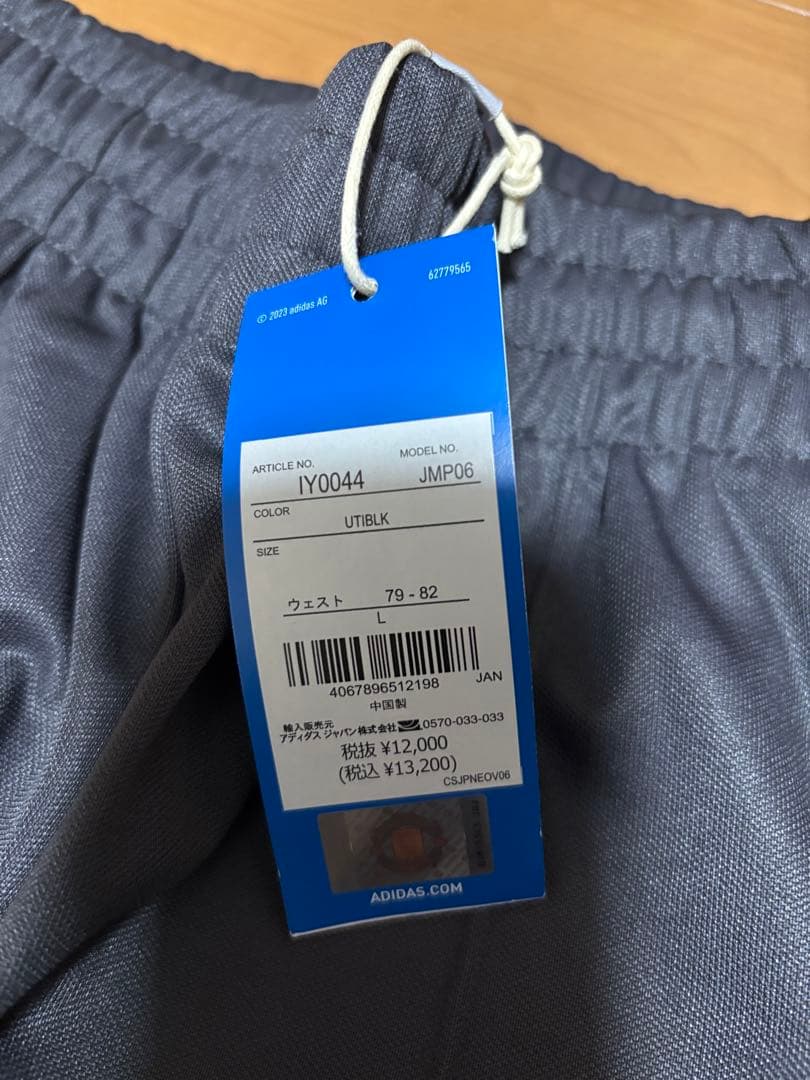 © 2023 adidas AG
62779565
ARTICLE NO.
MODEL NO.
IY0044
JMP06
COLOR
UTIBLK
SIZE
ウェスト 79 - 82
L
4067896512198 JAN
中国製
輸入販売元
アディダス ジャパン株式会社 0570-033-033
税抜 ¥12,000
(税込 ¥13,200)
CSJPNEOV06
ADIDAS.COM